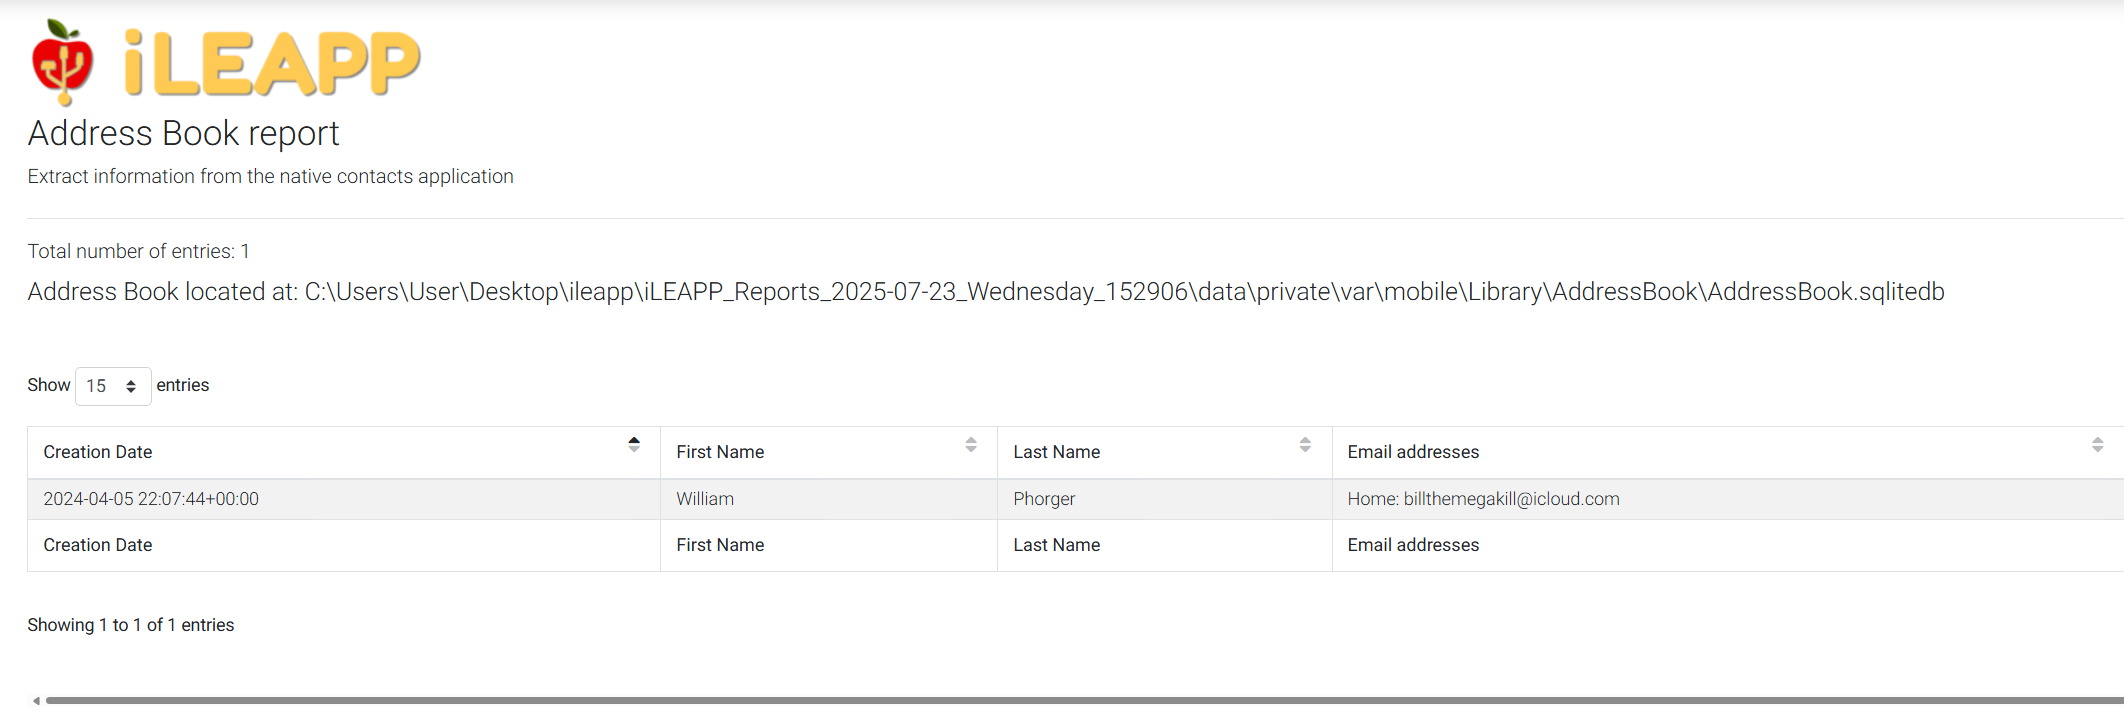 iLEAPP
Address Book report
Extract information from the native contacts application
Total number of entries: 1
Address Book located at: C:\Users\User\Desktop\ileapp\iLEAPP_Reports_2025-07-23_Wednesday_152906\data\private\var\mobile\Library\AddressBook\AddressBook.sqlitedb
Show 15 entries
Creation Date First Name Last Name Email addresses
2024-04-05 22:07:44+00:00 William Phorger Home: billthemegakill@icloud.com
Creation Date First Name Last Name Email addresses
Showing 1 to 1 of 1 entries